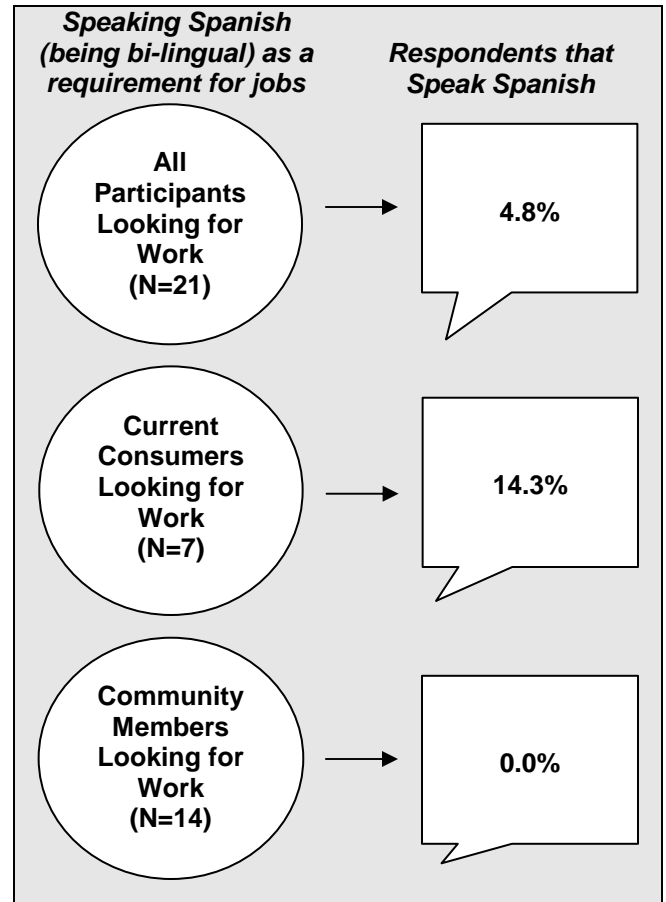 Speaking Spanish
(being bi-lingual) as a
requirement for jobs
Respondents that
Speak Spanish
All
Participants
Looking for
Work
(N=21)
4.8%
Current
Consumers
Looking for
Work
(N=7)
14.3%
Community
Members
Looking for
Work
(N=14)
0.0%